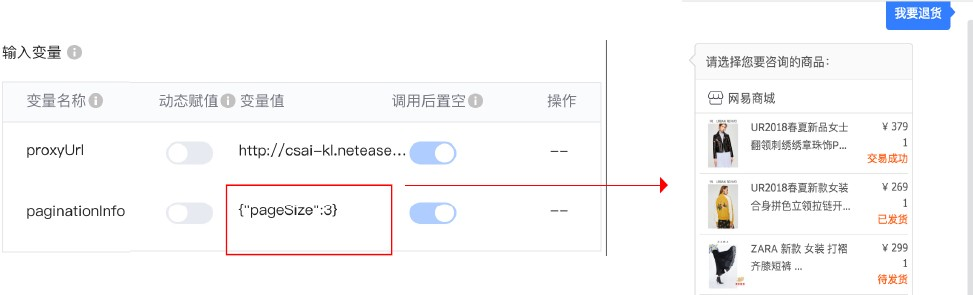 输入变量
变量名称 动态赋值 变量值 调用后置空 操作
proxyUrl http://csai-kl.netease... --
paginationInfo {"pageSize":3} --
我要退货
请选择您要咨询的商品:
网易商城
UR2018春夏新品女士 ¥ 379
翻领刺绣绣章珠饰P... 1
交易成功
UR2018春夏新款女装 ¥ 269
合身拼色立领拉链开... 1
已发货
ZARA 新款 女装 打褶 ¥ 299
齐膝短裤 ... 1
待发货